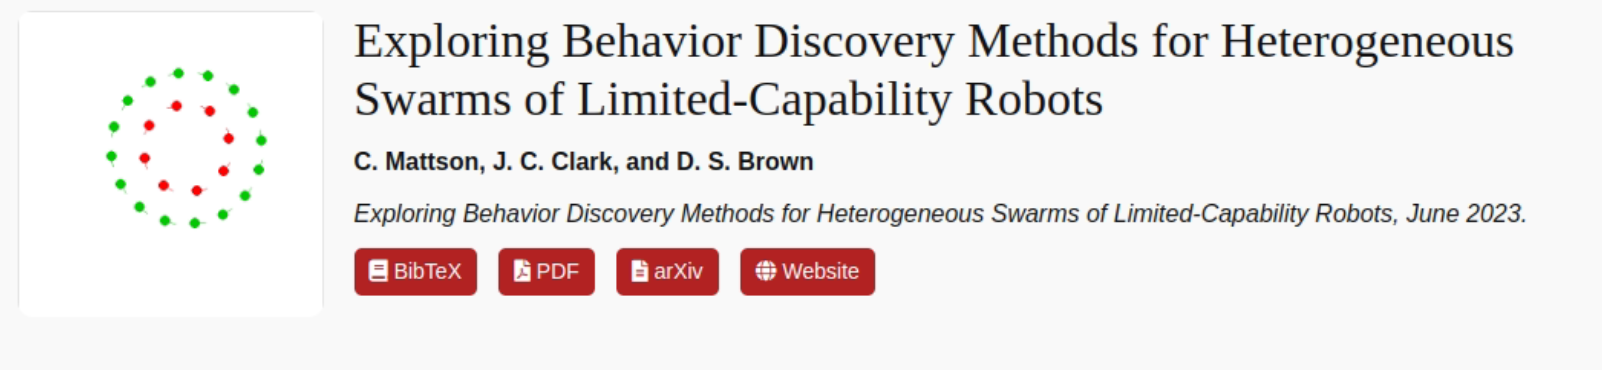 Exploring Behavior Discovery Methods for Heterogeneous
Swarms of Limited-Capability Robots
C. Mattson, J. C. Clark, and D. S. Brown
Exploring Behavior Discovery Methods for Heterogeneous Swarms of Limited-Capability Robots, June 2023.
BibTeX PDF arXiv Website